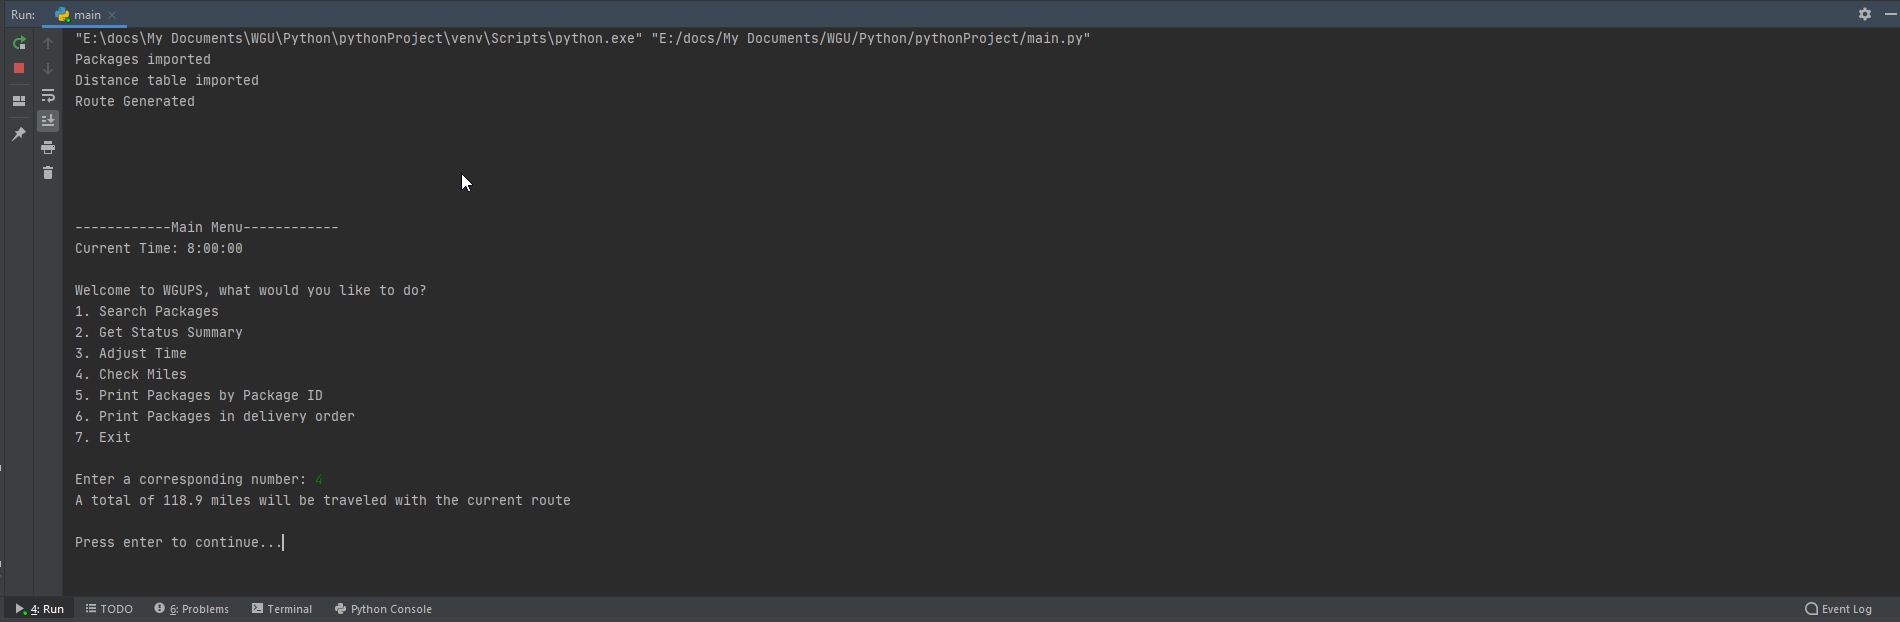 Run: main
"E:\docs\My Documents\WGU\Python\pythonProject\venv\Scripts\python.exe" "E:/docs/My Documents/WGU/Python/pythonProject/main.py"
Packages imported
Distance table imported
Route Generated
------------Main Menu------------
Current Time: 8:00:00
Welcome to WGUPS, what would you like to do?
1. Search Packages
2. Get Status Summary
3. Adjust Time
4. Check Miles
5. Print Packages by Package ID
6. Print Packages in delivery order
7. Exit
Enter a corresponding number: 4
A total of 118.9 miles will be traveled with the current route
Press enter to continue...
4: Run TODO 6: Problems Terminal Python Console Event Log